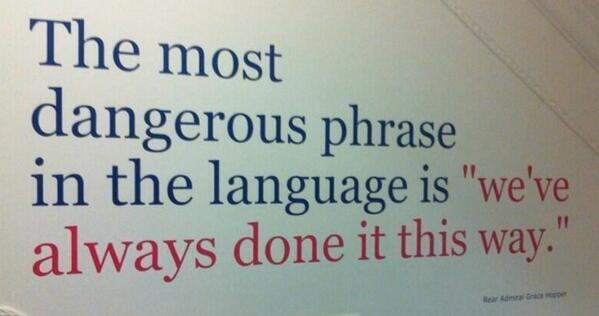 The most
dangerous phrase
in the language is "we've
always done it this way."
Rear Admiral Grace Hopper